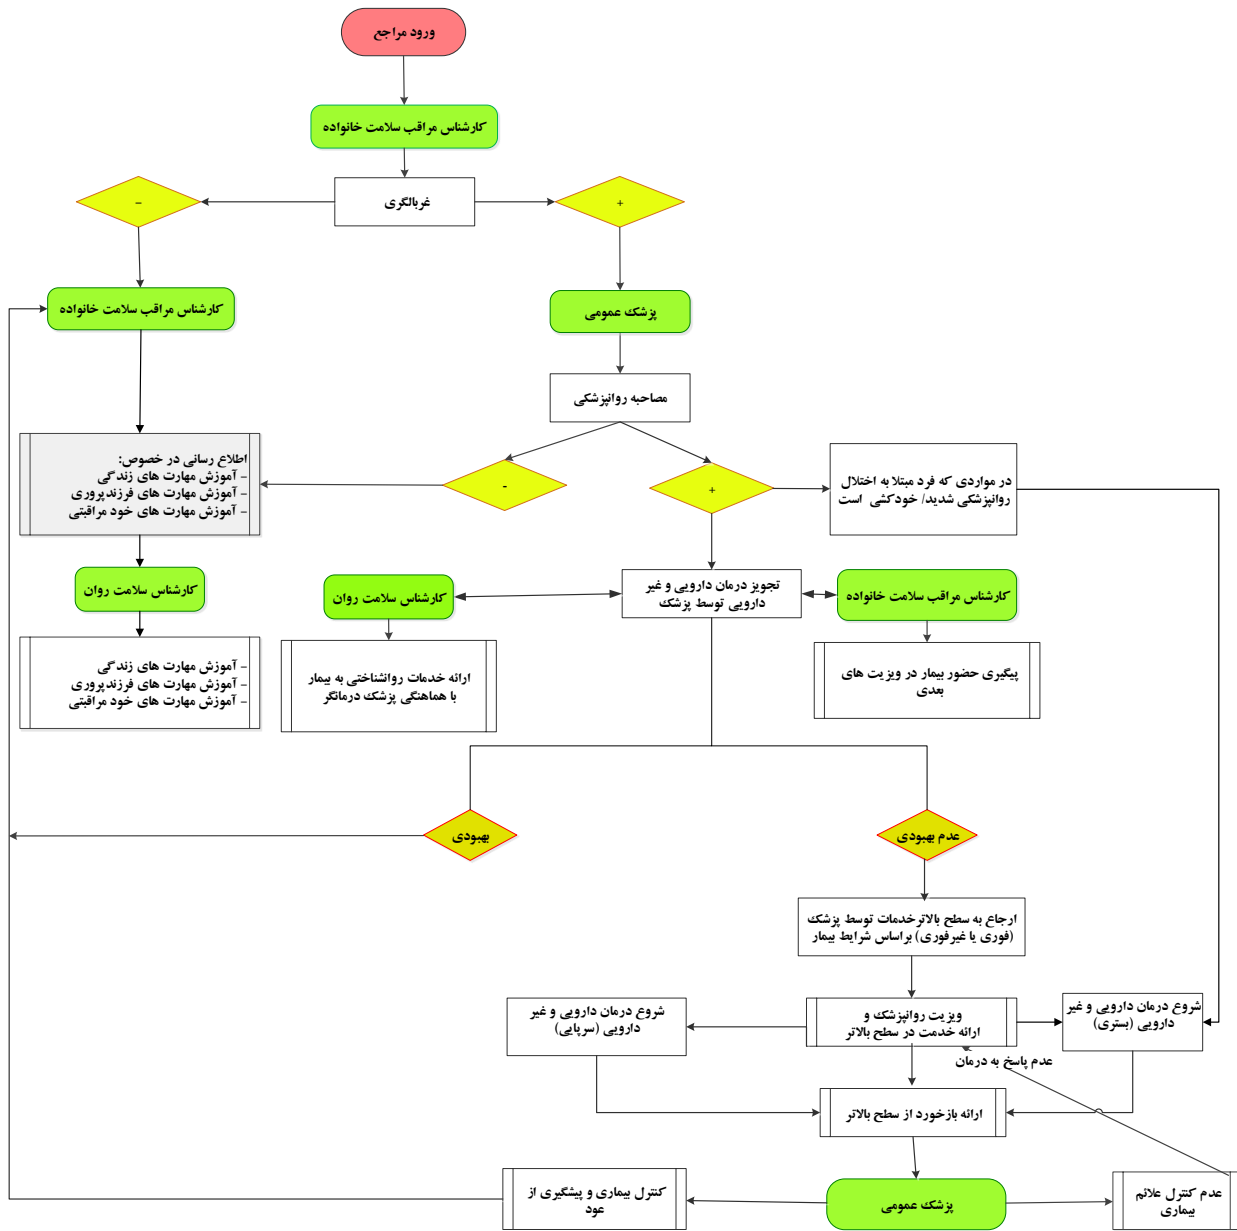 ورود مراجع
کارشناس مراقب سلامت خانواده
غربالگری
-
+
کارشناس مراقب سلامت خانواده
پزشک عمومی
مصاحبه روانپزشکی
اطلاع رسانی در خصوص:
- آموزش مهارت های زندگی
- آموزش مهارت های فرزندپروری
- آموزش مهارت های خود مراقبتی
-
+
در مواردی که فرد مبتلا به اختلال
روانپزشکی شدید/ خودکشی است
کارشناس سلامت روان
کارشناس سلامت روان
تجویز درمان دارویی و غیر
دارویی توسط پزشک
کارشناس مراقب سلامت خانواده
- آموزش مهارت های زندگی
- آموزش مهارت های فرزندپروری
- آموزش مهارت های خود مراقبتی
ارائه خدمات روانشناختی به بیمار
با هماهنگی پزشک درمانگر
پیگیری حضور بیمار در ویزیت های
بعدی
بهبودی
عدم بهبودی
ارجاع به سطح بالاترخدمات توسط پزشک
(فوری یا غیرفوری) براساس شرایط بیمار
شروع درمان دارویی و غیر
دارویی (سرپایی)
ویزیت روانپزشک و
ارائه خدمت در سطح بالاتر
شروع درمان دارویی و غیر
دارویی (بستری)
عدم پاسخ به درمان
ارائه بازخورد از سطح بالاتر
کنترل بیماری و پیشگیری از
عود
پزشک عمومی
عدم کنترل علائم
بیماری